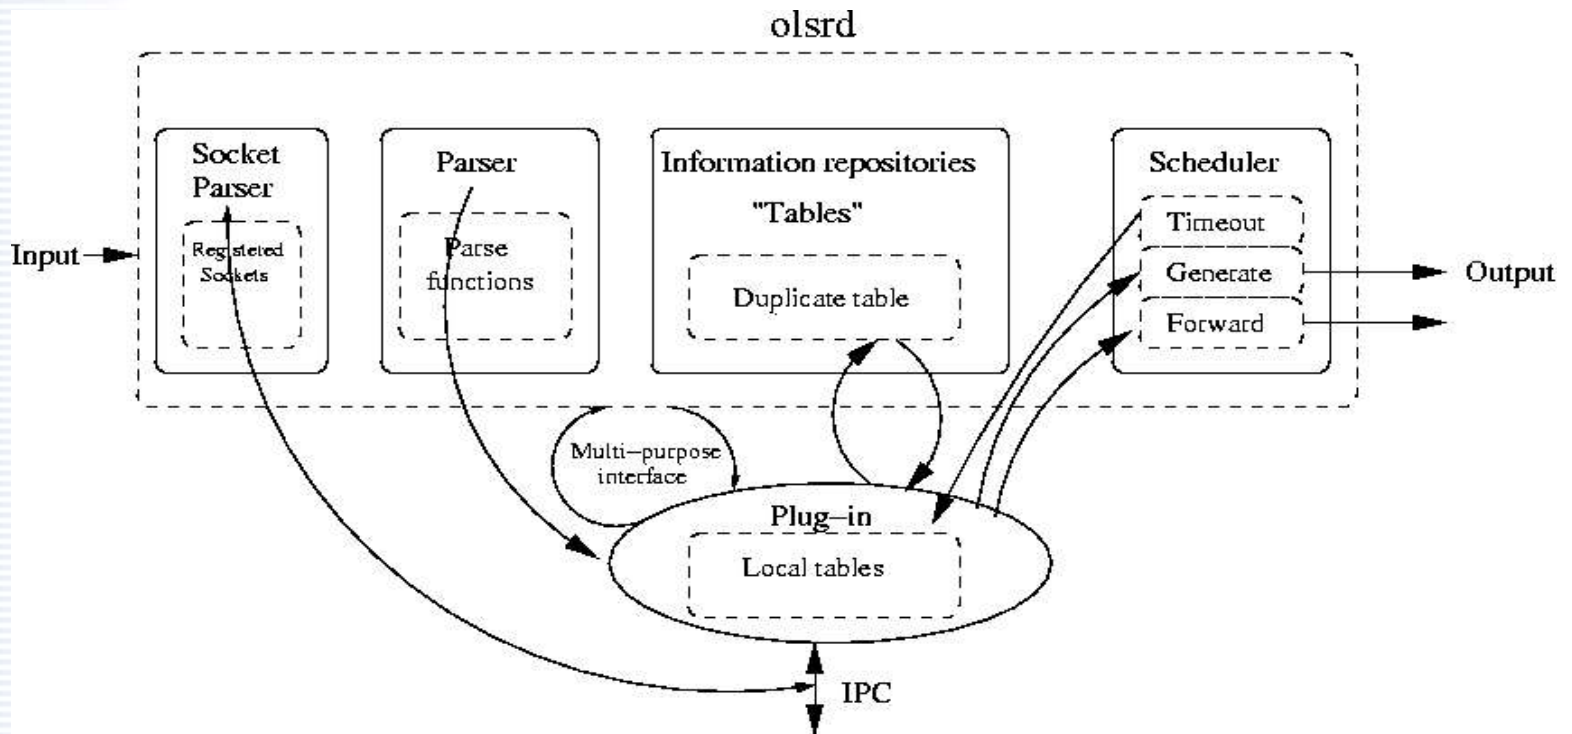 olsrd
Socket
Parser
Registered
Sockets
Parser
Parse
functions
Information repositories
"Tables"
Duplicate table
Scheduler
Timeout
Generate
Forward
Input
Output
Multi-purpose
interface
Plug-in
Local tables
IPC